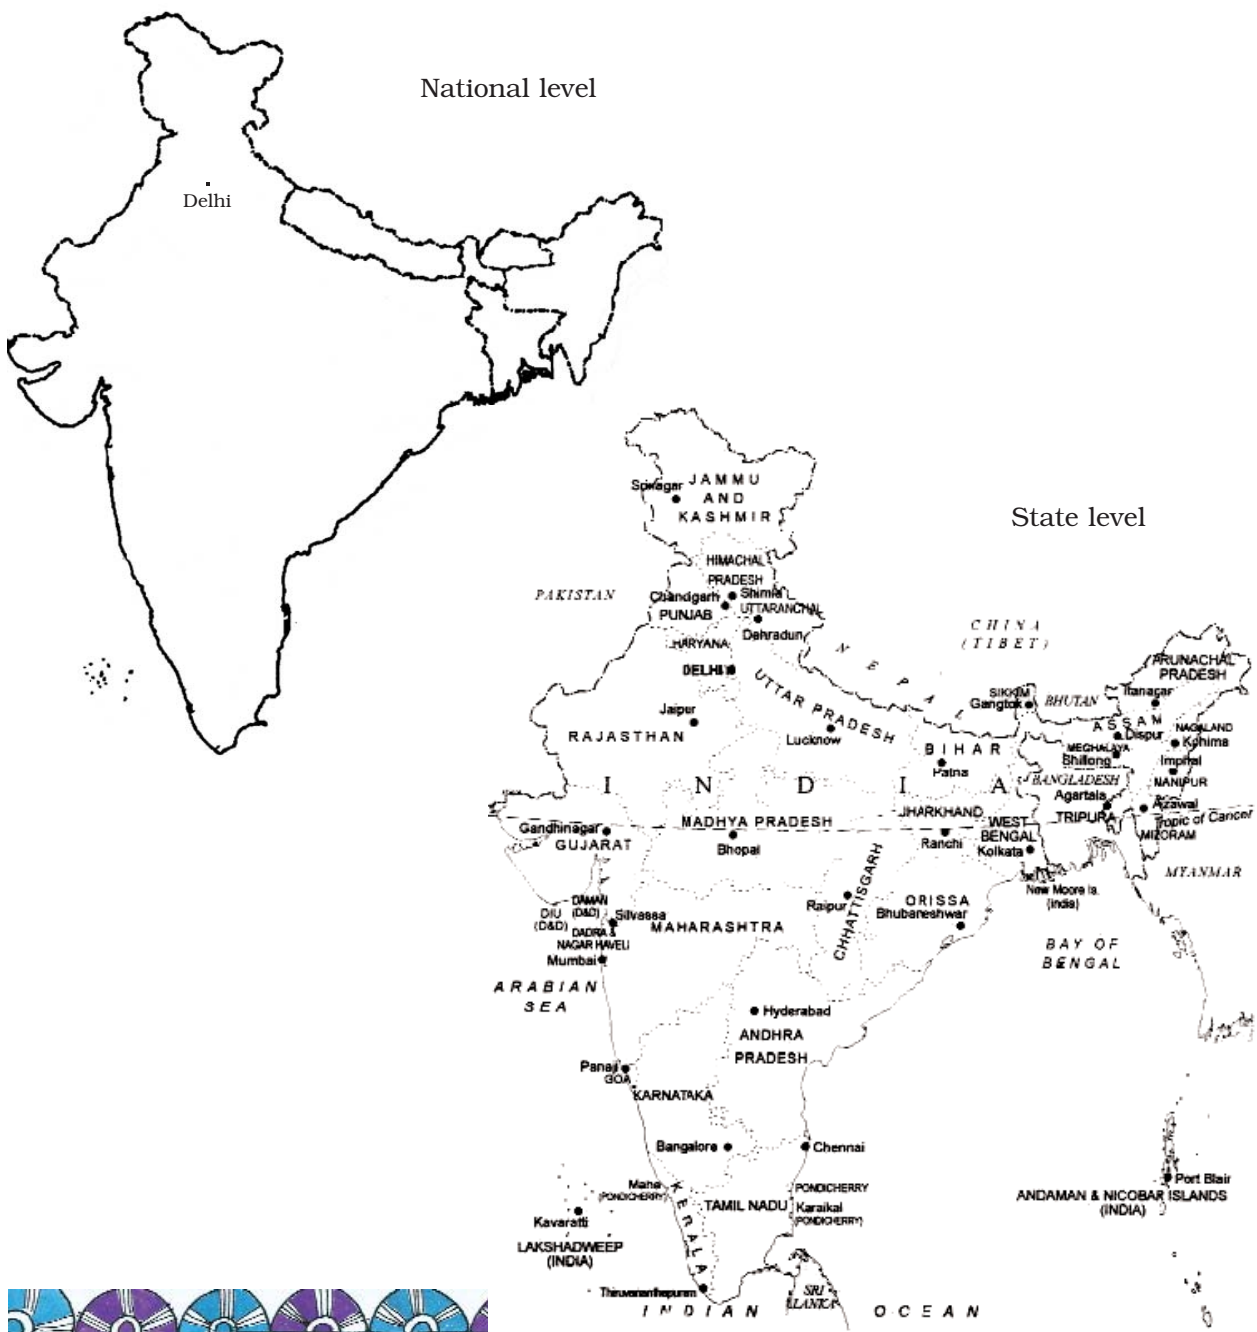 National level
Delhi
State level
Srinagar
JAMMU
AND
KASHMIR
HIMACHAL
PRADESH
PAKISTAN
Chandigarh
Shimla
PUNJAB
UTTARANCHAL
Dehradun
HARYANA
DELHI
CHINA
(TIBET)
NEPAL
UTTAR PRADESH
SIKKIM
Gangtok
BHUTAN
ARUNACHAL
PRADESH
Itanagar
Jaipur
RAJASTHAN
Lucknow
BIHAR
Patna
ASSAM
Dispur
NAGALAND
Kohima
MEGHALAYA
Shillong
Imphal
MANIPUR
BANGLADESH
INDIA
Agartala
TRIPURA
Azawal
Tropic of Cancer
MIZORAM
MADHYA PRADESH
JHARKHAND
WEST
BENGAL
Kolkata
Gandhinagar
GUJARAT
Bhopal
Ranchi
MYANMAR
New Moore Is.
(India)
CHHATTISGARH
Raipur
ORISSA
Bhubaneshwar
DAMAN
(D&D)
DIU
(D&D)
Silvassa
DADRA &
NAGAR HAVELI
MAHARASHTRA
Mumbai
BAY OF
BENGAL
ARABIAN
SEA
Hyderabad
ANDHRA
PRADESH
Panaji
GOA
KARNATAKA
Bangalore
Chennai
Mahe
(PONDICHERRY)
PONDICHERRY
KERALA
TAMIL NADU
Karaikal
(PONDICHERRY)
Port Blair
ANDAMAN & NICOBAR ISLANDS
(INDIA)
Kavaratti
LAKSHADWEEP
(INDIA)
Thiruvananthapuram
SRI
LANKA
INDIAN OCEAN